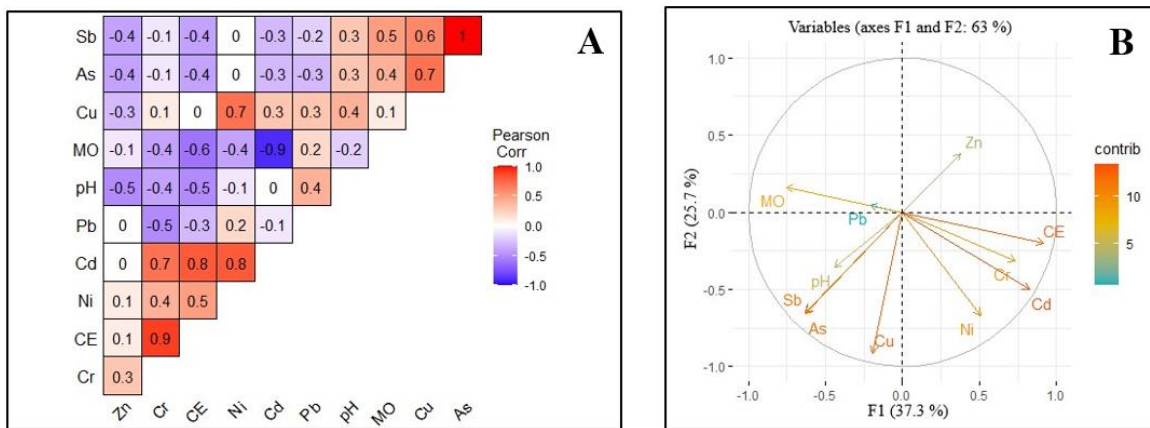 A
Sb -0.4 -0.1 -0.4 0 -0.3 -0.2 0.3 0.5 0.6 1
As -0.4 -0.1 -0.4 0 -0.3 -0.3 0.3 0.4 0.7
Cu -0.3 0.1 0 0.7 0.3 0.3 0.4 0.1
MO -0.1 -0.4 -0.6 -0.4 -0.9 0.2 -0.2
pH -0.5 -0.4 -0.5 -0.1 0 0.4
Pb 0 -0.5 -0.3 0.2 -0.1
Cd 0 0.7 0.8 0.8
Ni 0.1 0.4 0.5
CE 0.1 0.9
Cr 0.3
Zn Cr CE Ni Cd Pb pH MO Cu As
Pearson
Corr
1.0
0.5
0.0
-0.5
-1.0
B
Variables (axes F1 and F2: 63 %)
F2 (25.7 %)
1.0
0.5
0.0
-0.5
-1.0
Zn
MO
Pb
CE
Cr
pH
Cd
Sb
As
Ni
Cu
-1.0 -0.5 0.0 0.5 1.0
F1 (37.3 %)
contrib
10
5